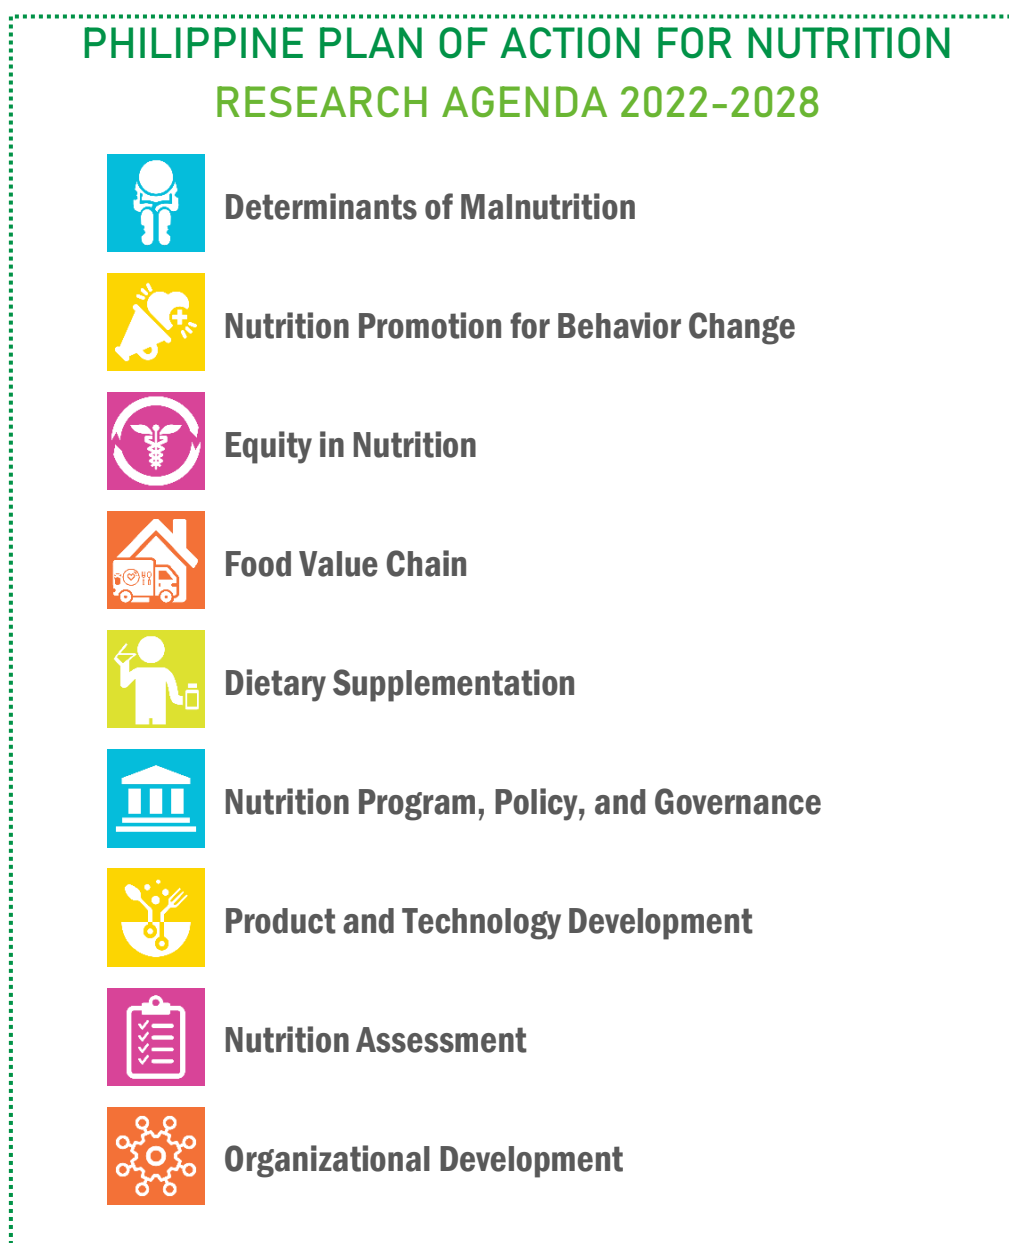 PHILIPPINE PLAN OF ACTION FOR NUTRITION
RESEARCH AGENDA 2022-2028
Determinants of Malnutrition
Nutrition Promotion for Behavior Change
Equity in Nutrition
Food Value Chain
Dietary Supplementation
Nutrition Program, Policy, and Governance
Product and Technology Development
Nutrition Assessment
Organizational Development